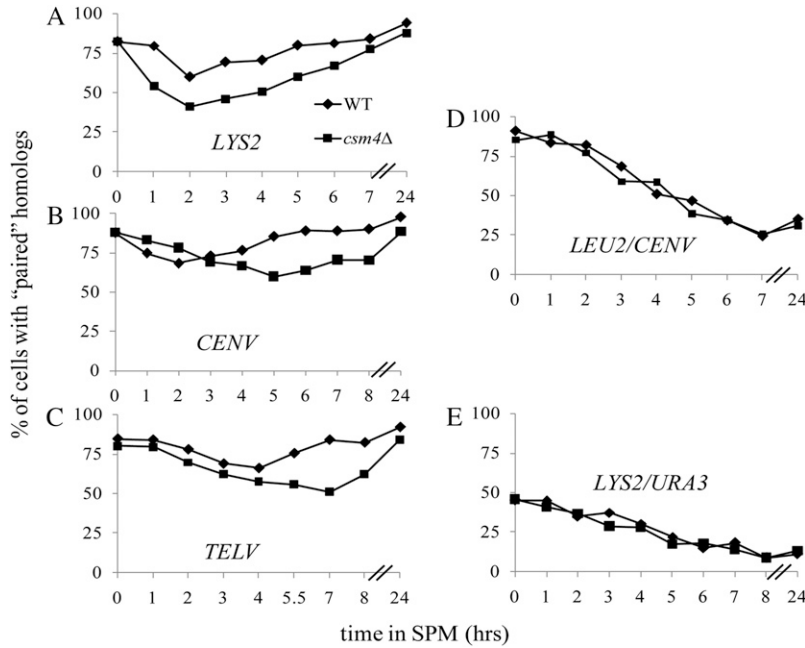 % of cells with “paired” homologs
A
100
75
50
25
0
WT
csm4Δ
LYS2
0 1 2 3 4 5 6 7 24
B
100
75
50
25
0
CENV
0 1 2 3 4 5 6 7 8 24
C
100
75
50
25
0
TELV
0 1 2 3 4 5.5 7 8 24
D
100
75
50
25
0
LEU2/CENV
0 1 2 3 4 5 6 7 24
E
100
75
50
25
0
LYS2/URA3
0 1 2 3 4 5 6 7 8 24
time in SPM (hrs)